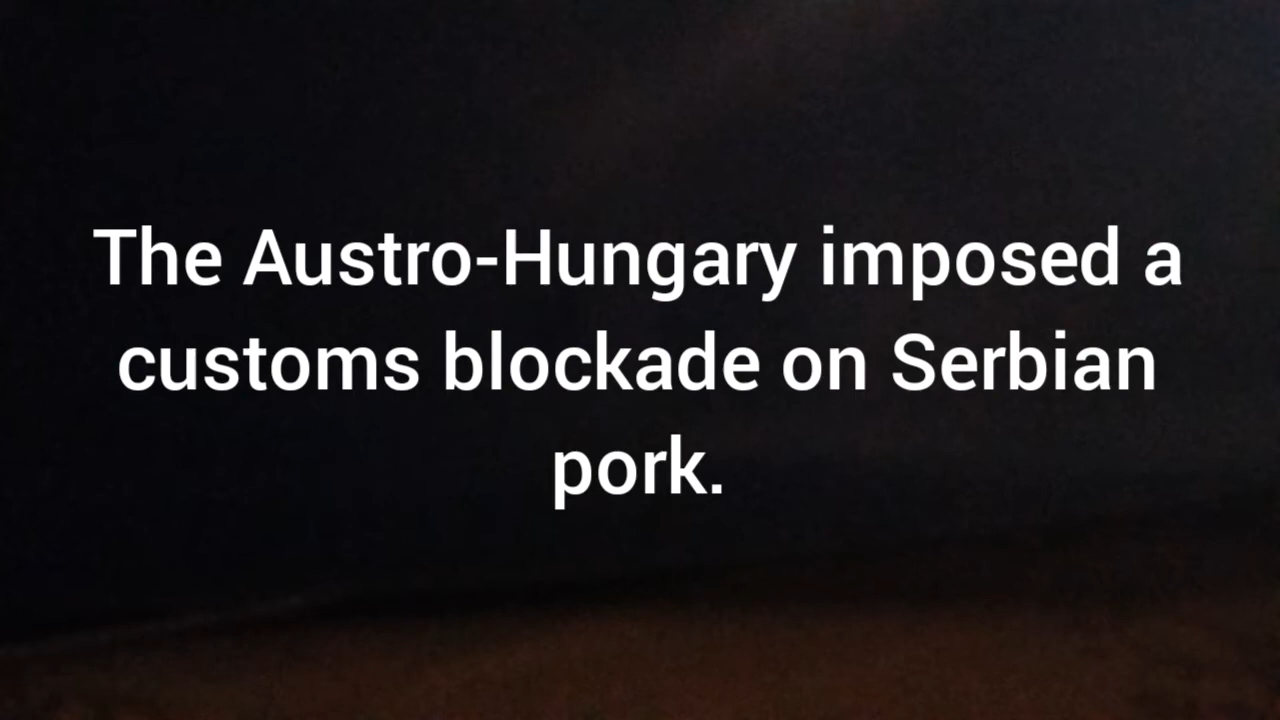 The Austro-Hungary imposed a
customs blockade on Serbian
pork.